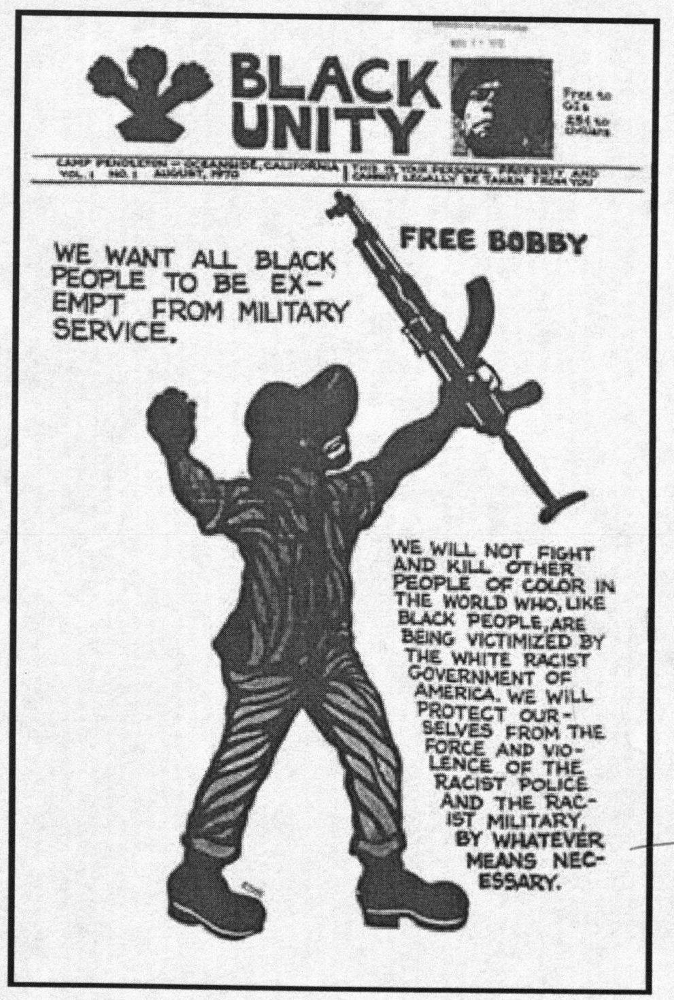 BLACK
UNITY
Free to
GIs
25¢ to
Civilians
CAMP PENDLETON — OCEANSIDE, CALIFORNIA
VOL. 1 NO. 1 AUGUST, 1970
THIS IS YOUR PERSONAL PROPERTY AND
CANNOT LEGALLY BE TAKEN FROM YOU
FREE BOBBY
WE WANT ALL BLACK
PEOPLE TO BE EX-
EMPT FROM MILITARY
SERVICE.
WE WILL NOT FIGHT
AND KILL OTHER
PEOPLE OF COLOR IN
THE WORLD WHO, LIKE
BLACK PEOPLE, ARE
BEING VICTIMIZED BY
THE WHITE RACIST
GOVERNMENT OF
AMERICA. WE WILL
PROTECT OUR-
SELVES FROM THE
FORCE AND VIO-
LENCE OF THE
RACIST POLICE
AND THE RAC-
IST MILITARY,
BY WHATEVER
MEANS NEC-
ESSARY.